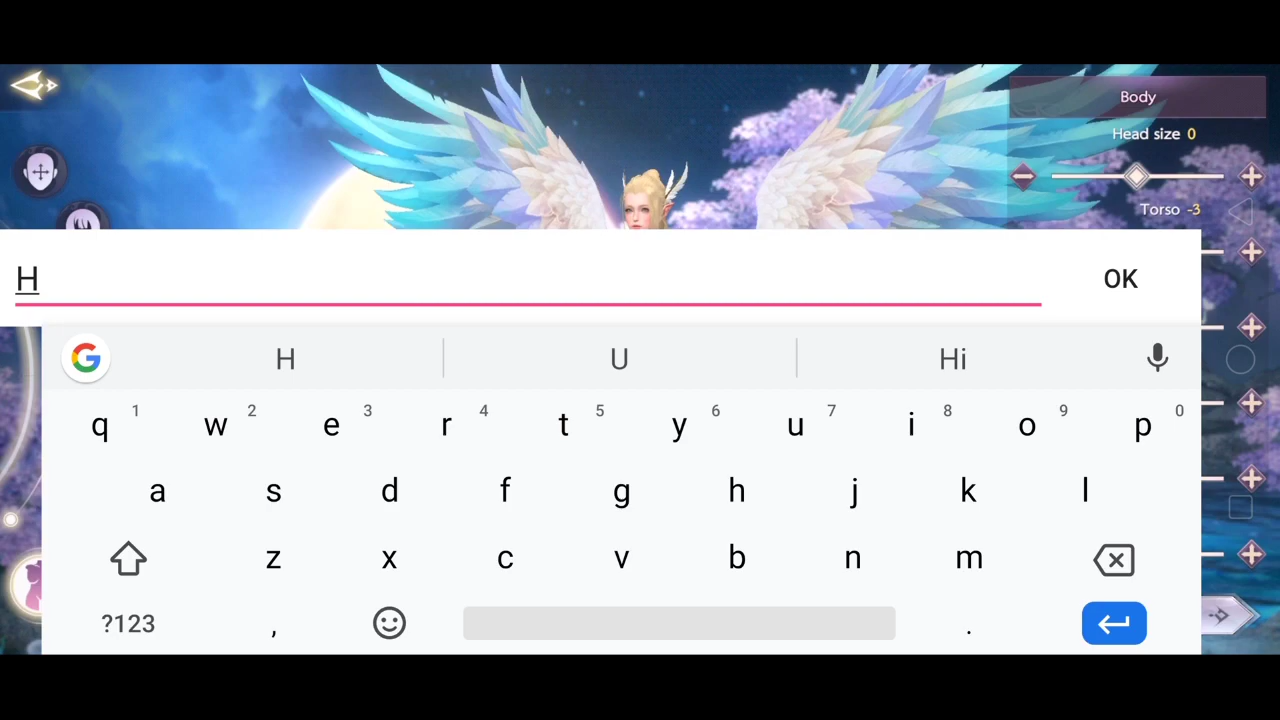 Body
Head size 0
Torso -3
H
OK
H U Hi
q 1 w 2 e 3 r 4 t 5 y 6 u 7 i 8 o 9 p 0
a s d f g h j k l
z x c v b n m
?123 , .